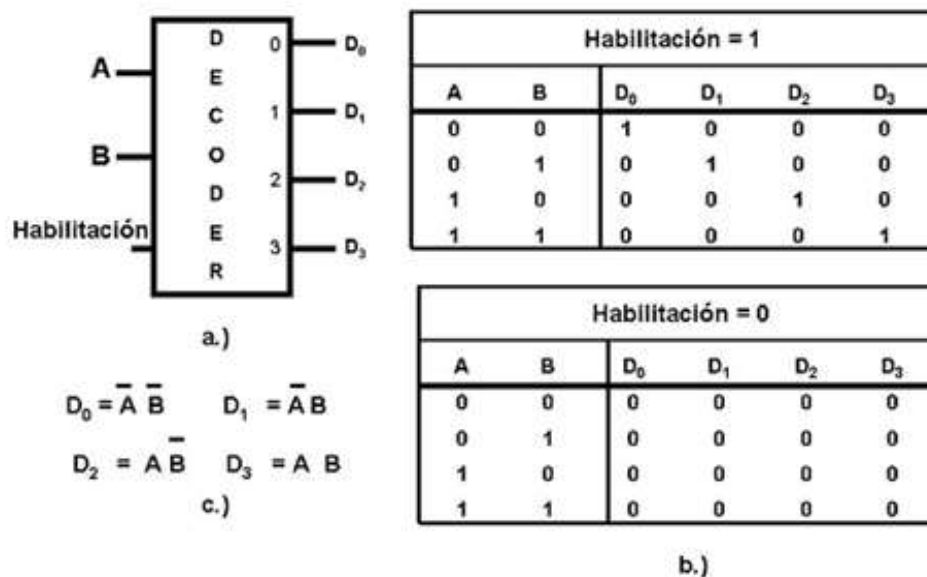 A
B
Habilitación
D
E
C
O
D
E
R
0
1
2
3
D₀
D₁
D₂
D₃
a.)
D₀ = A̅ B̅ D₁ = A̅ B
D₂ = A B̅ D₃ = A B
c.)
Habilitación = 1
A B D₀ D₁ D₂ D₃
0 0 1 0 0 0
0 1 0 1 0 0
1 0 0 0 1 0
1 1 0 0 0 1
Habilitación = 0
A B D₀ D₁ D₂ D₃
0 0 0 0 0 0
0 1 0 0 0 0
1 0 0 0 0 0
1 1 0 0 0 0
b.)